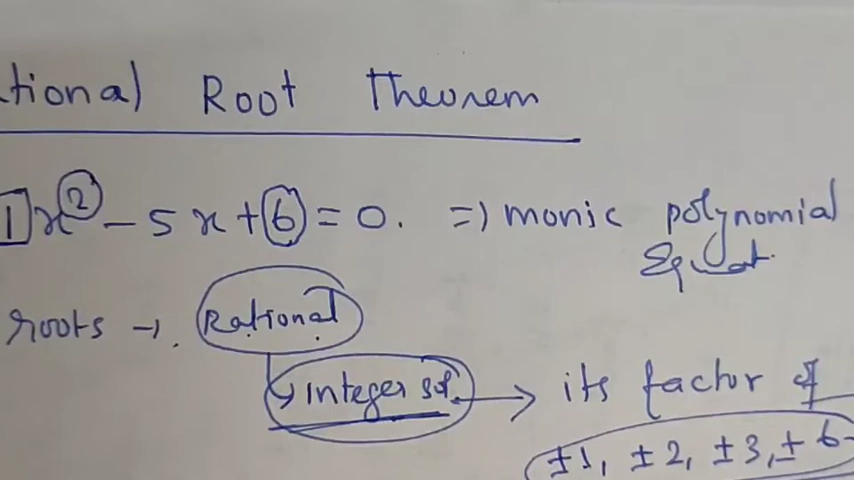 ational Root Theorem
1x² - 5x + 6 = 0. => monic polynomial
Equat.
roots → Rational
integer sol. → its factor of
±1, ±2, ±3, ±6